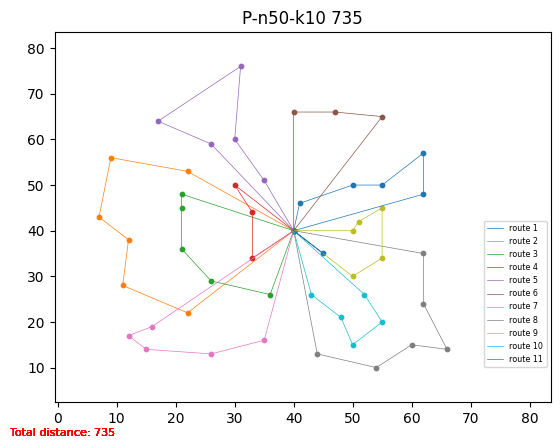 P-n50-k10 735
80
70
60
50
40
30
20
10
0 10 20 30 40 50 60 70 80
route 1
route 2
route 3
route 4
route 5
route 6
route 7
route 8
route 9
route 10
route 11
Total distance: 735